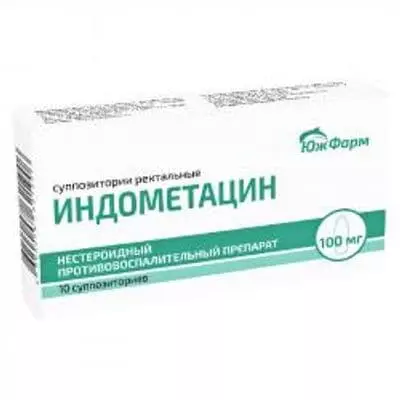 ЮжФарм
суппозитории ректальные
ИНДОМЕТАЦИН
НЕСТЕРОИДНЫЙ
ПРОТИВОВОСПАЛИТЕЛЬНЫЙ ПРЕПАРАТ
100 мг
10 суппозиториев